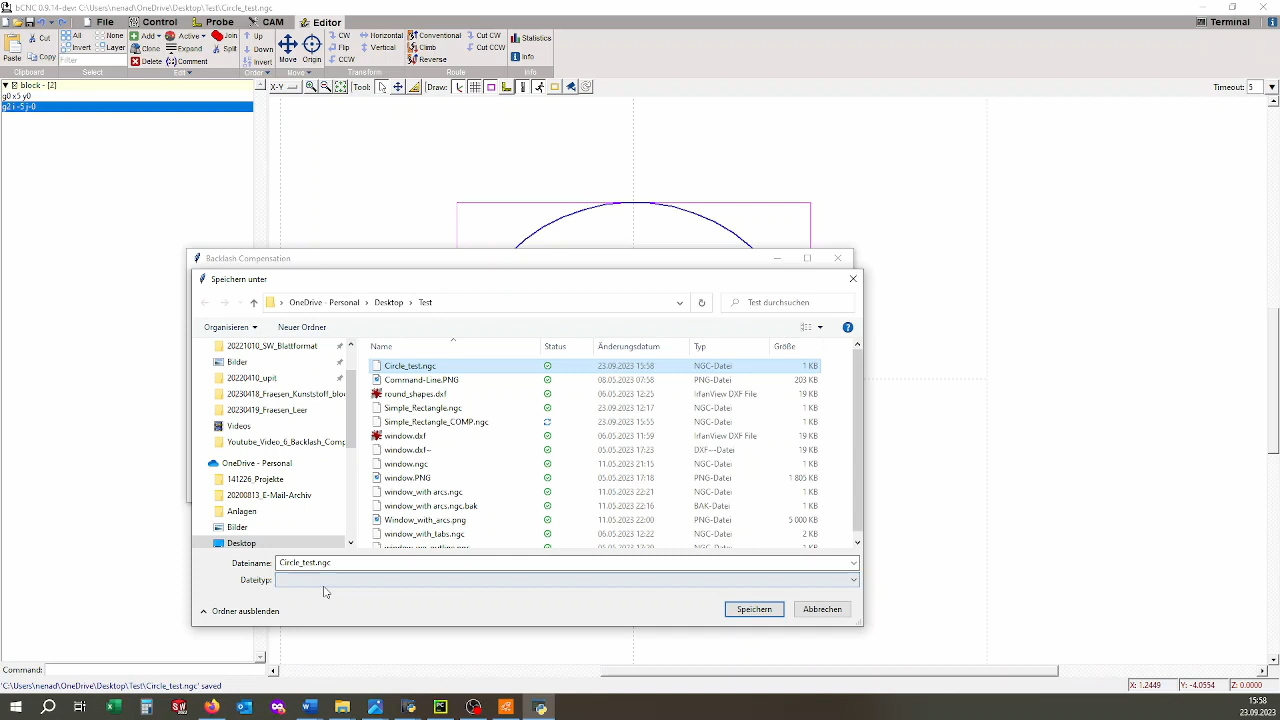 bCNC 0.9.14-dev: C:\Users\nenad\OneDrive\Desktop\Test\Circle_test.ngc
File Control Probe CAM Editor Terminal
Paste Cut Copy Clipboard
All None Invert Layer Filter Select
Add Active Join Clone Expand Split Delete Comment Edit
Up Down Invert Order
Move Origin Move
CW Horizontal Flip Vertical CCW Transform
Conventional Cut CW Climb Cut CCW Reverse Route
Statistics Info Info
block - [2]
g0 x5 y0
g2 i -5 j-0
X-Y Tool: Draw: Timeout: 5
Backlash Compensation
Speichern unter
OneDrive - Personal > Desktop > Test Test durchsuchen
Organisieren Neuer Ordner
Name Status Änderungsdatum Typ Größe
20221010_SW_Blattformat
Bilder
20220410_upit
20230418_Fraesen_Kunststoff_blo
20230419_Fraesen_Leer
Videos
Youtube_Video_6_Backlash_Comp
OneDrive - Personal
141226_Projekte
20200813_E-Mail-Archiv
Anlagen
Bilder
Desktop
Circle_test.ngc 23.09.2023 15:58 NGC-Datei 1 KB
Command-Line.PNG 08.05.2023 07:58 PNG-Datei 203 KB
round_shapes.dxf 06.05.2023 12:25 IrfanView DXF File 19 KB
Simple_Rectangle.ngc 23.09.2023 12:17 NGC-Datei 1 KB
Simple_Rectangle_COMP.ngc 23.09.2023 15:55 NGC-Datei 1 KB
window.dxf 06.05.2023 11:59 IrfanView DXF File 19 KB
window.dxf~ 05.05.2023 17:23 DXF~-Datei 19 KB
window.ngc 11.05.2023 21:15 NGC-Datei 1 KB
window.PNG 05.05.2023 17:18 PNG-Datei 1 805 KB
window_with arcs.ngc 11.05.2023 22:21 NGC-Datei 1 KB
window_with arcs.ngc.bak 11.05.2023 22:16 BAK-Datei 1 KB
Window_with_arcs.png 11.05.2023 22:00 PNG-Datei 5 000 KB
window_with_tabs.ngc 06.05.2023 12:22 NGC-Datei 2 KB
Dateiname: Circle_test.ngc
Dateityp:
Ordner ausblenden Speichern Abbrechen
Command:
'C:\Users\nenad\OneDrive\Desktop\Test\Circle_test.ngc' saved X: 1.2449 Y: -4.0554 Z: 0.0000
15:58
23.09.2023